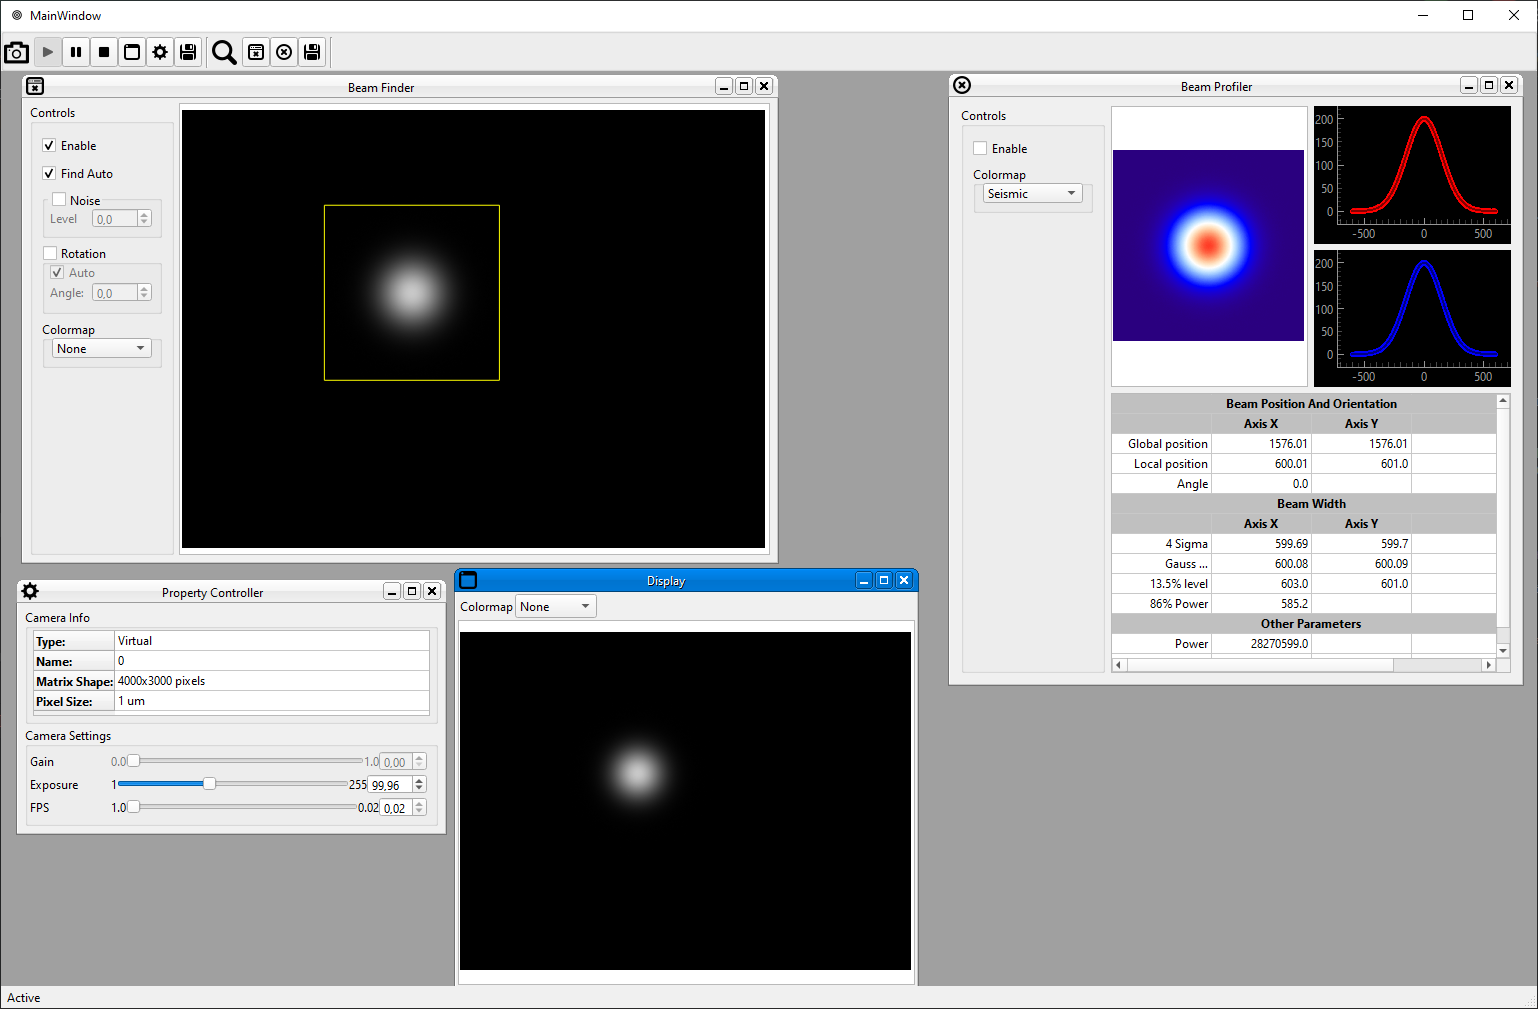 MainWindow
Beam Finder
Controls
Enable
Find Auto
Noise
Level 0,0
Rotation
Auto
Angle: 0,0
Colormap
None
Beam Profiler
Controls
Enable
Colormap
Seismic
200
150
100
50
0
-500 0 500
200
150
100
50
0
-500 0 500
Beam Position And Orientation
Axis X Axis Y
Global position 1576.01 1576.01
Local position 600.01 601.0
Angle 0.0
Beam Width
Axis X Axis Y
4 Sigma 599.69 599.7
Gauss ... 600.08 600.09
13.5% level 603.0 601.0
86% Power 585.2
Other Parameters
Power 28270599.0
Property Controller
Camera Info
Type: Virtual
Name: 0
Matrix Shape: 4000x3000 pixels
Pixel Size: 1 um
Camera Settings
Gain 0.0 1.0 0,00
Exposure 1 255 99,96
FPS 1.0 0.02 0,02
Display
Colormap None
Active